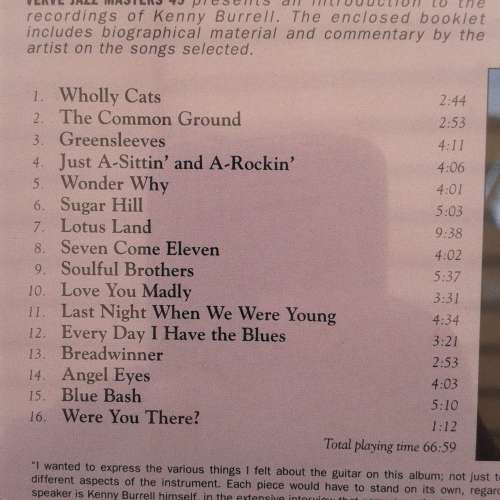 VERVE JAZZ MASTERS 45 presents an introduction to the
recordings of Kenny Burrell. The enclosed booklet
includes biographical material and commentary by the
artist on the songs selected.
1. Wholly Cats 2:44
2. The Common Ground 2:53
3. Greensleeves 4:11
4. Just A-Sittin' and A-Rockin' 4:06
5. Wonder Why 4:01
6. Sugar Hill 5:03
7. Lotus Land 9:38
8. Seven Come Eleven 4:02
9. Soulful Brothers 5:37
10. Love You Madly 3:31
11. Last Night When We Were Young 4:34
12. Every Day I Have the Blues 3:21
13. Breadwinner 2:53
14. Angel Eyes 4:03
15. Blue Bash 5:10
16. Were You There? 1:12
Total playing time 66:59
"I wanted to express the various things I felt about the guitar on this album; not just
different aspects of the instrument. Each piece would have to stand on its own,
speaker is Kenny Burrell himself, in the extensive interview that